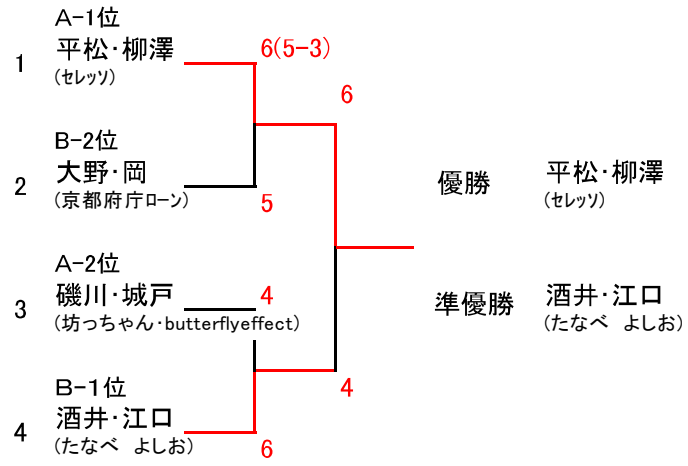 A-1位
1
平松・柳澤
(セレッソ)
6(5-3)
6
B-2位
2
大野・岡
(京都府庁ローン)
5
優勝
平松・柳澤
(セレッソ)
A-2位
3
磯川・城戸
(坊っちゃん・butterflyeffect)
4
準優勝
酒井・江口
(たなべ　よしお)
B-1位
4
酒井・江口
(たなべ　よしお)
6
4